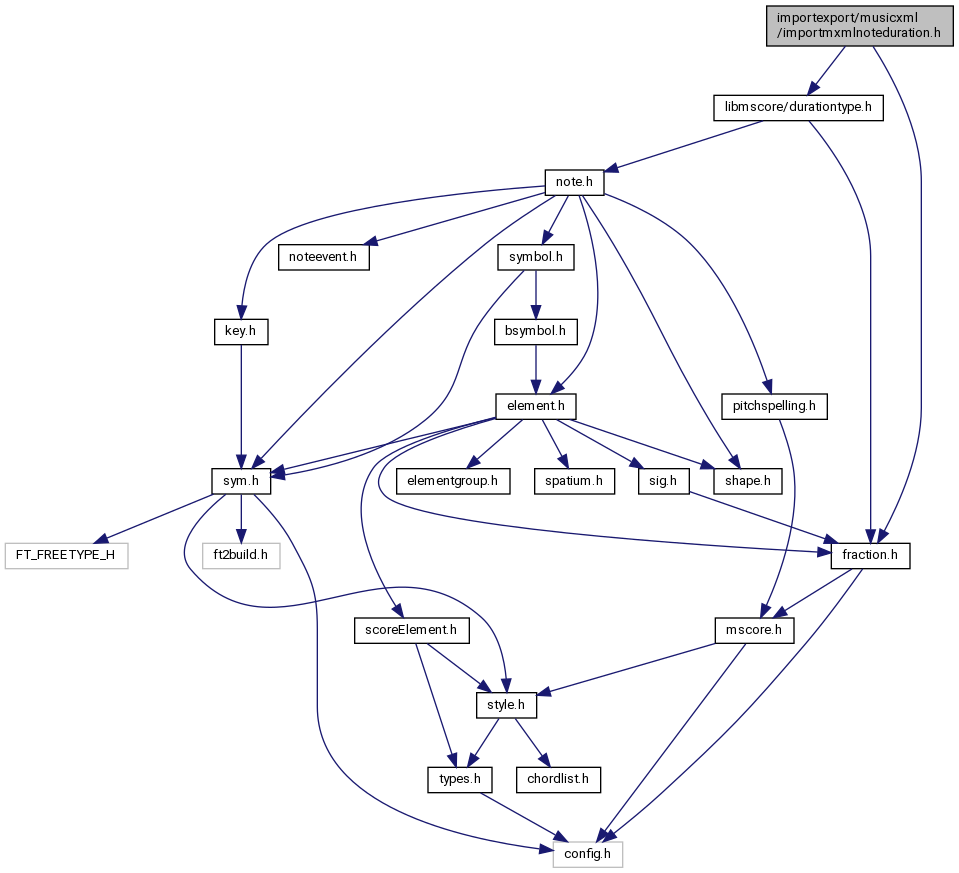 importexport/musicxml
/importmxmlnoteduration.h
libmscore/durationtype.h
note.h
noteevent.h
symbol.h
key.h
bsymbol.h
element.h
pitchspelling.h
sym.h
elementgroup.h
spatium.h
sig.h
shape.h
FT_FREETYPE_H
ft2build.h
fraction.h
scoreElement.h
mscore.h
style.h
types.h
chordlist.h
config.h